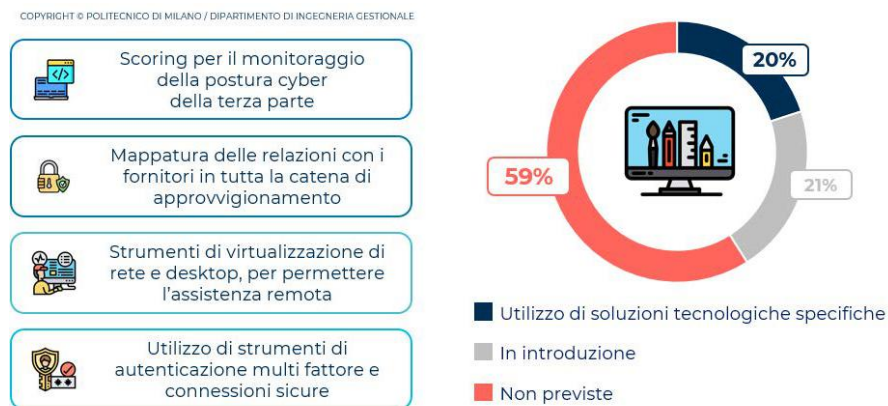 COPYRIGHT © POLITECNICO DI MILANO / DIPARTIMENTO DI INGEGNERIA GESTIONALE
Scoring per il monitoraggio
della postura cyber
della terza parte
Mappatura delle relazioni con i
fornitori in tutta la catena di
approvvigionamento
Strumenti di virtualizzazione di
rete e desktop, per permettere
l'assistenza remota
Utilizzo di strumenti di
autenticazione multi fattore e
connessioni sicure
20%
59%
21%
Utilizzo di soluzioni tecnologiche specifiche
In introduzione
Non previste